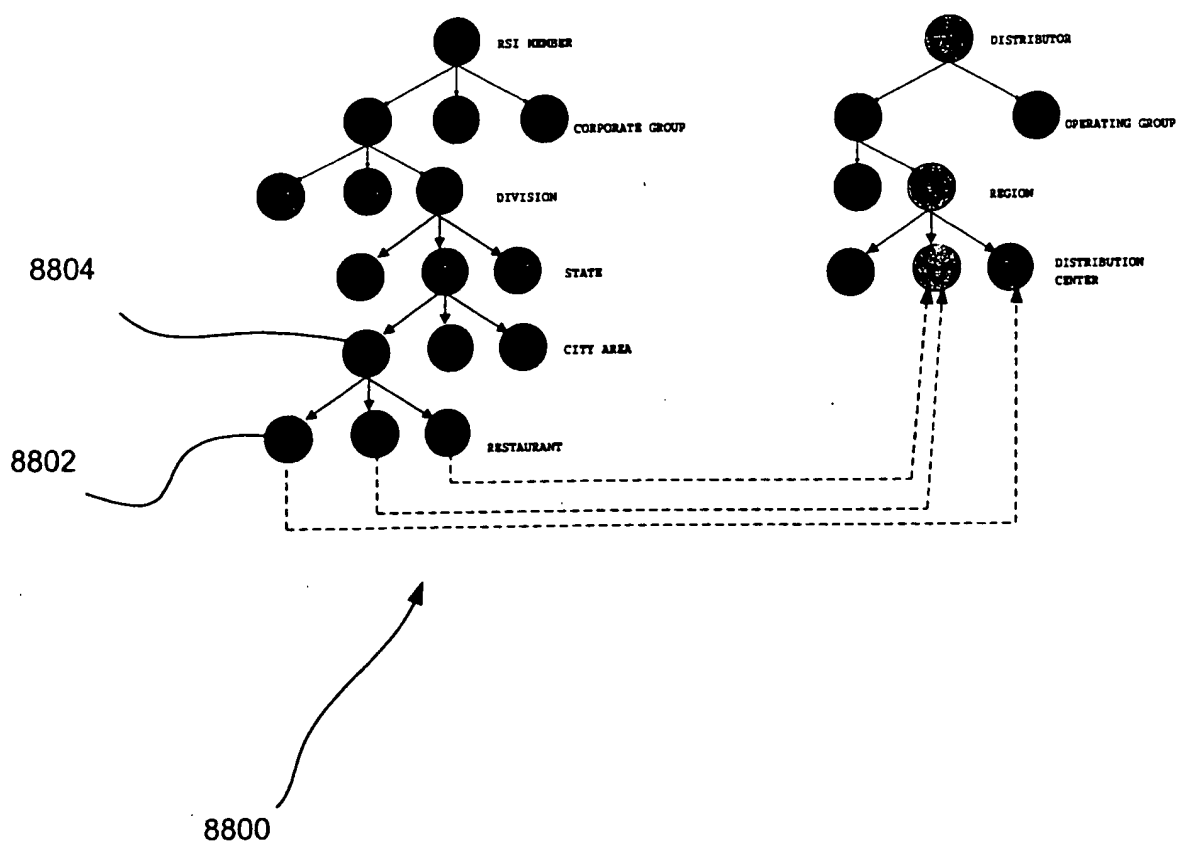 RSI MEMBER
DISTRIBUTOR
CORPORATE GROUP
OPERATING GROUP
DIVISION
REGION
8804
STATE
DISTRIBUTION
CENTER
CITY AREA
8802
RESTAURANT
8800